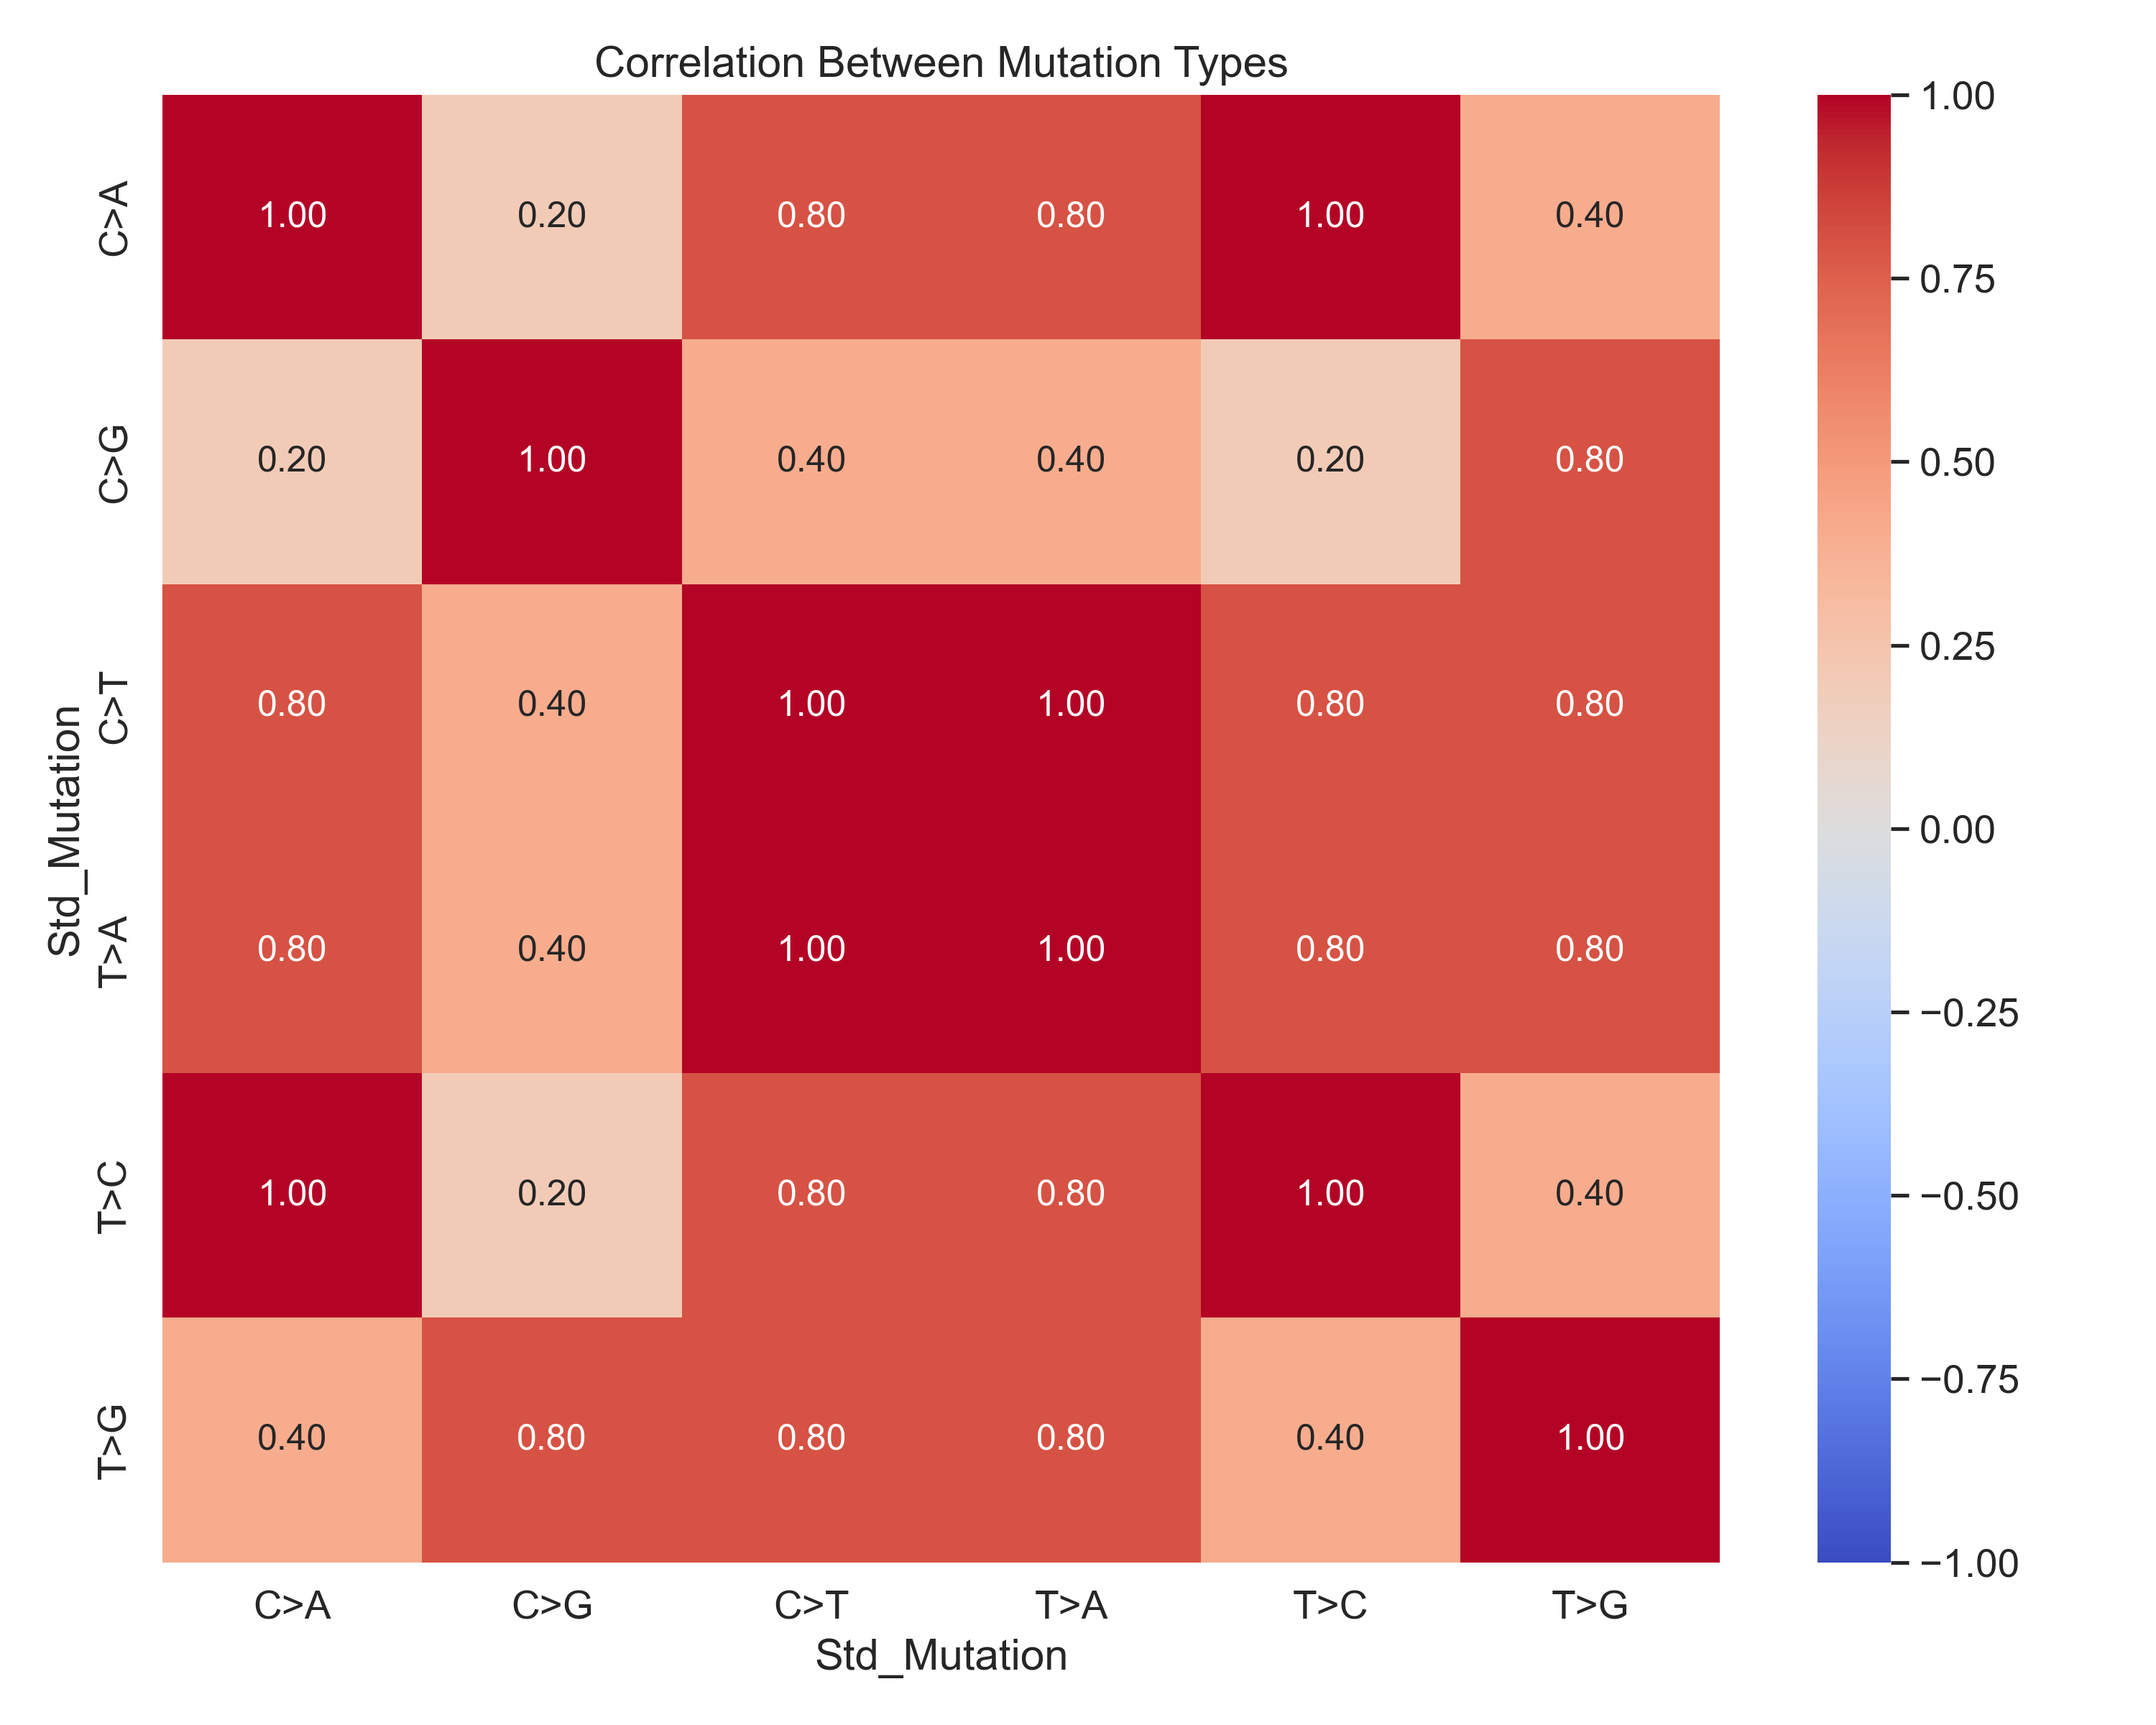 Correlation Between Mutation Types
C>A 1.00 0.20 0.80 0.80 1.00 0.40
C>G 0.20 1.00 0.40 0.40 0.20 0.80
C>T 0.80 0.40 1.00 1.00 0.80 0.80
T>A 0.80 0.40 1.00 1.00 0.80 0.80
T>C 1.00 0.20 0.80 0.80 1.00 0.40
T>G 0.40 0.80 0.80 0.80 0.40 1.00
Std_Mutation
C>A C>G C>T T>A T>C T>G
Std_Mutation
1.00
0.75
0.50
0.25
0.00
−0.25
−0.50
−0.75
−1.00